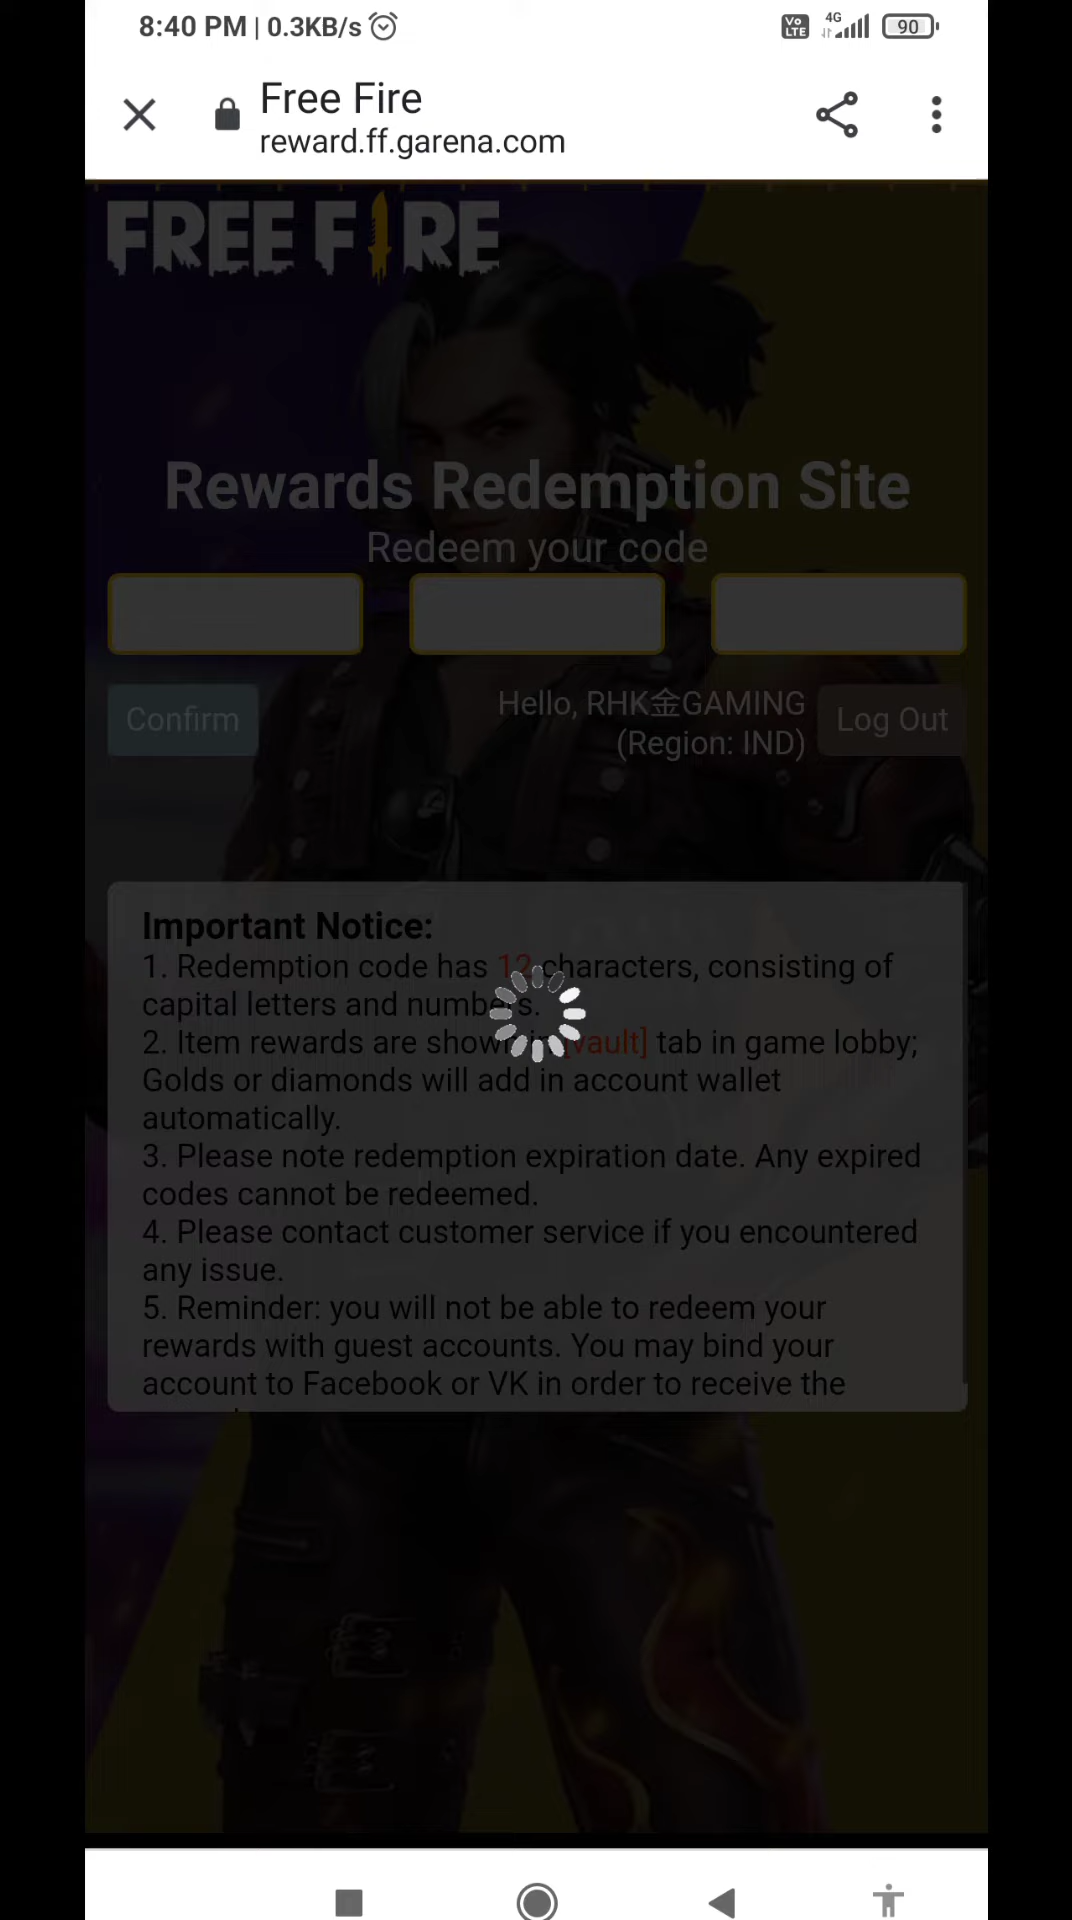 8:40 PM | 0.3KB/s
Vo LTE 4G 90
Free Fire
reward.ff.garena.com
FREE FIRE
Rewards Redemption Site
Redeem your code
Confirm
Hello, RHK金GAMING
(Region: IND)
Log Out
Important Notice:
1. Redemption code has 12 characters, consisting of
capital letters and numbers.
2. Item rewards are shown in [vault] tab in game lobby;
Golds or diamonds will add in account wallet
automatically.
3. Please note redemption expiration date. Any expired
codes cannot be redeemed.
4. Please contact customer service if you encountered
any issue.
5. Reminder: you will not be able to redeem your
rewards with guest accounts. You may bind your
account to Facebook or VK in order to receive the